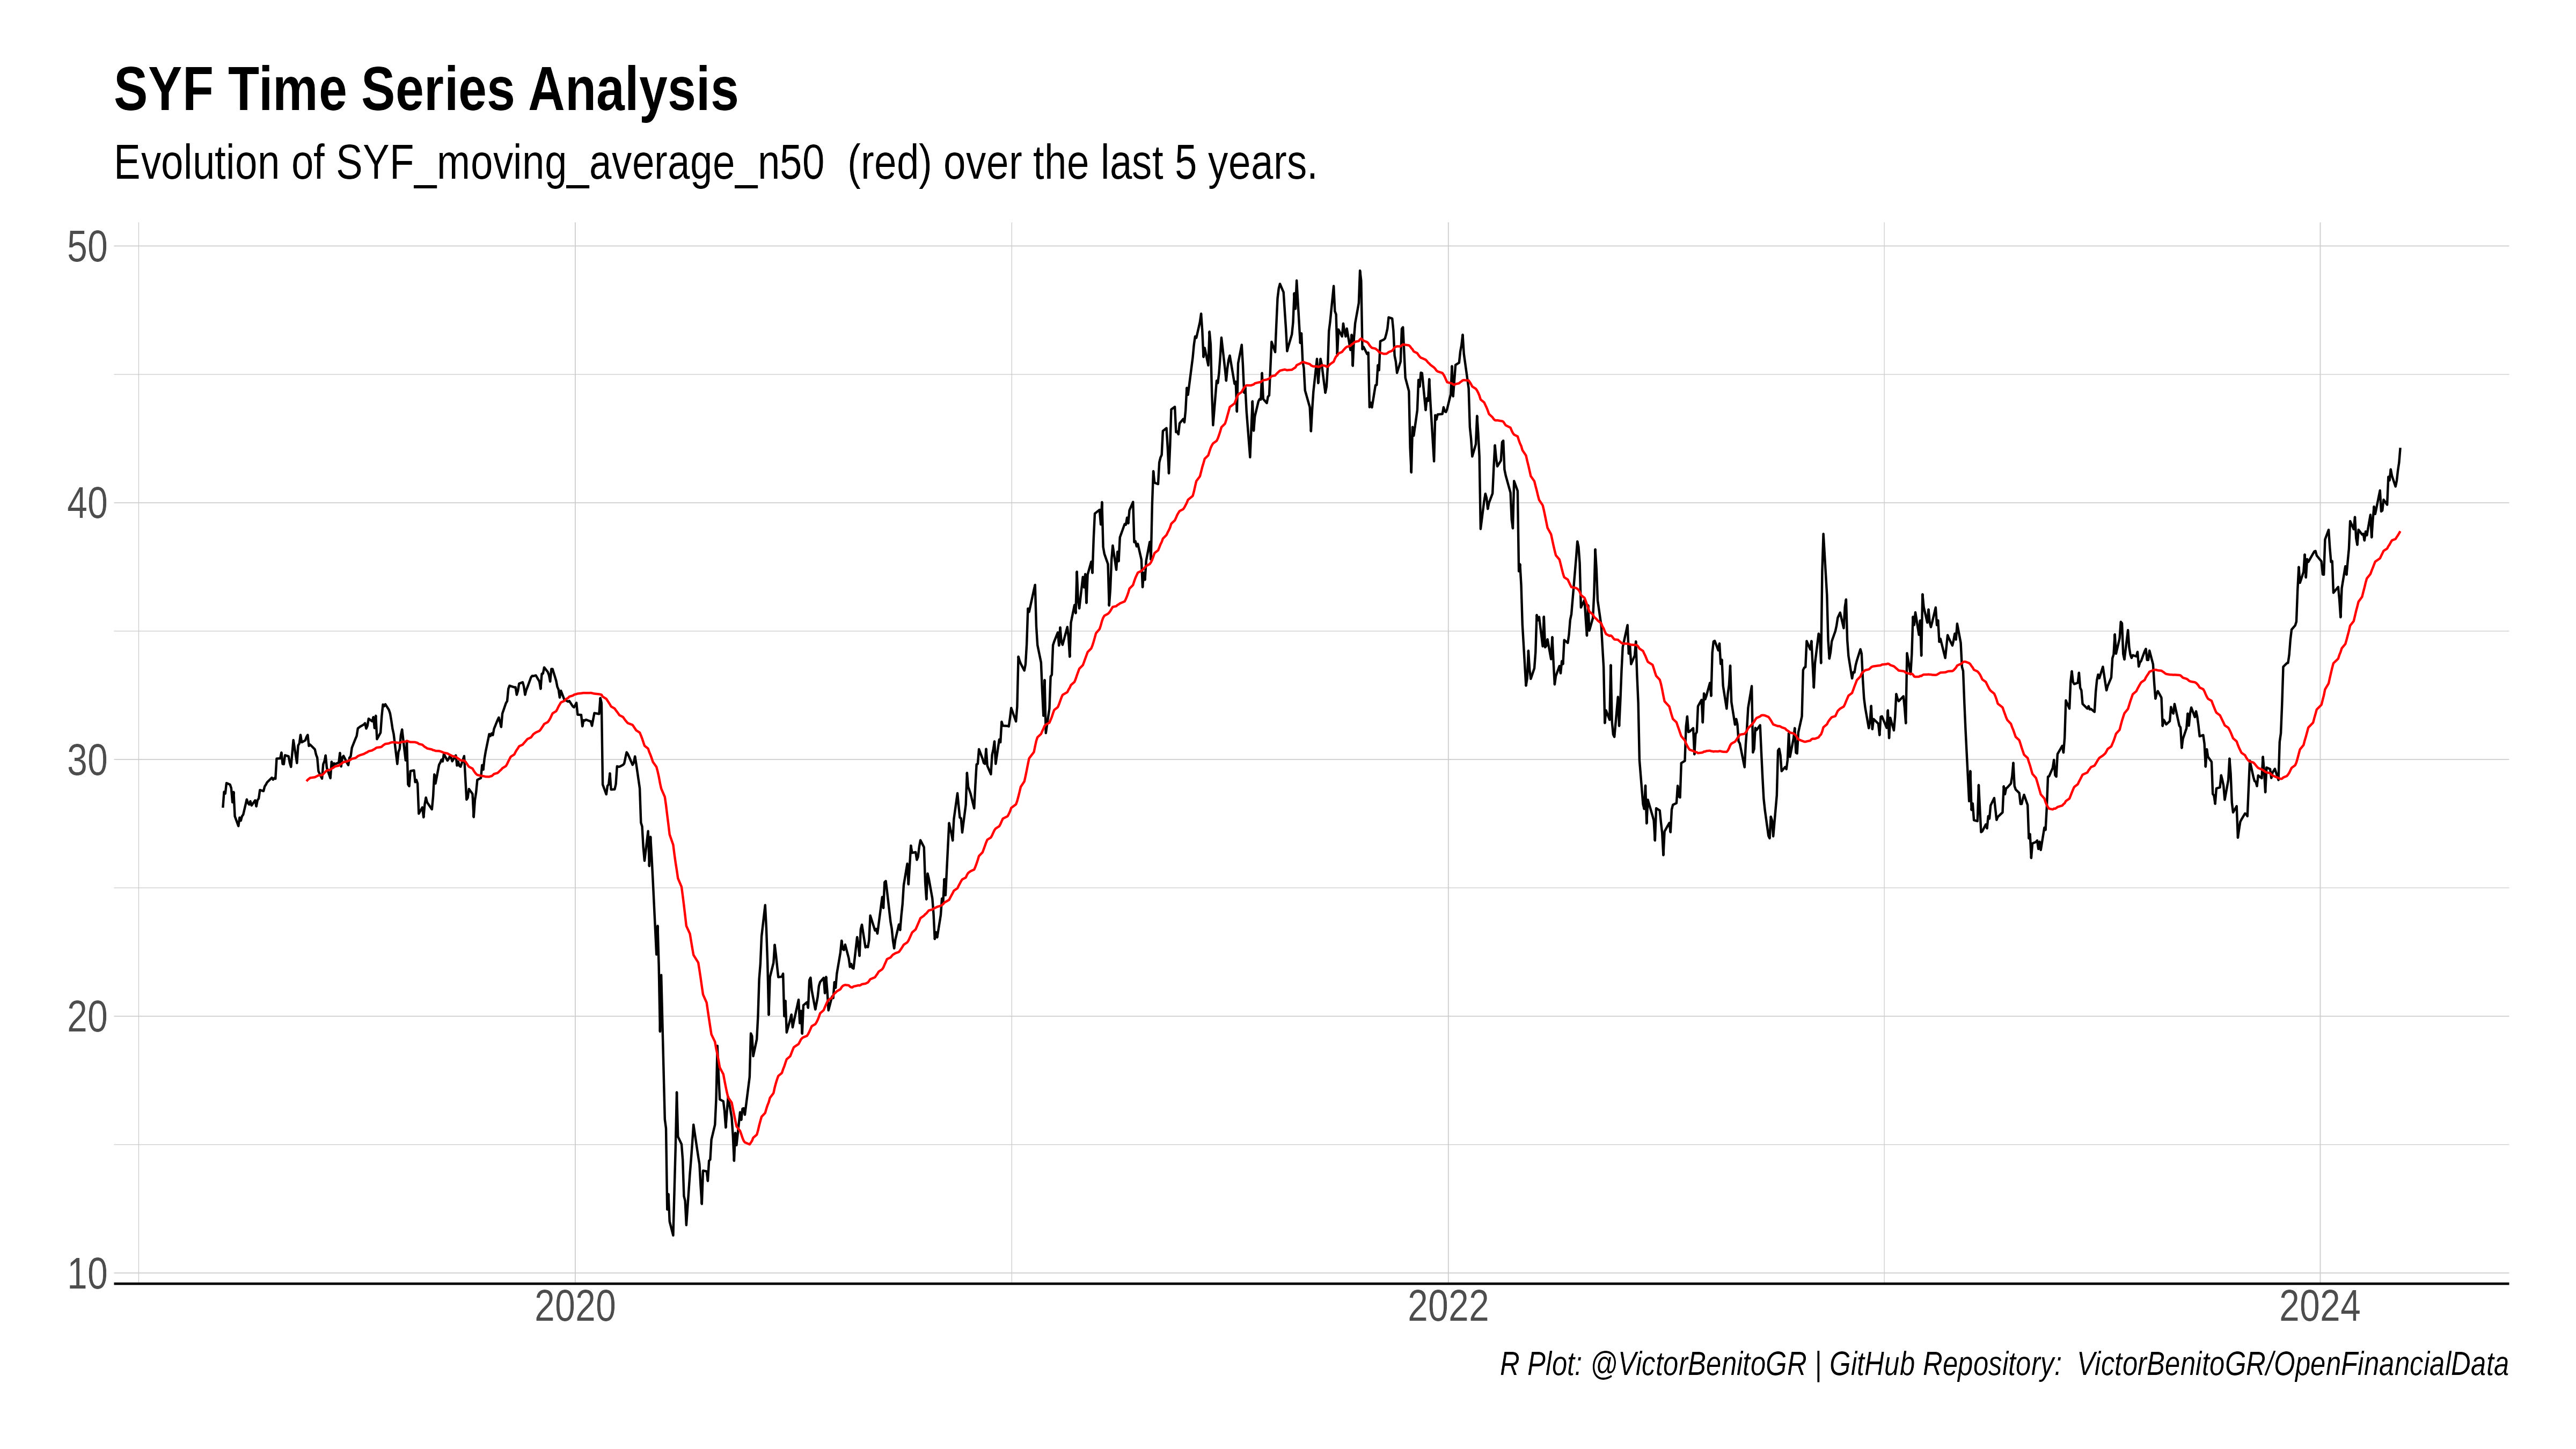 SYF Time Series Analysis
Evolution of SYF_moving_average_n50  (red) over the last 5 years.
50
40
30
20
10
2020
2022
2024
R Plot: @VictorBenitoGR | GitHub Repository:  VictorBenitoGR/OpenFinancialData